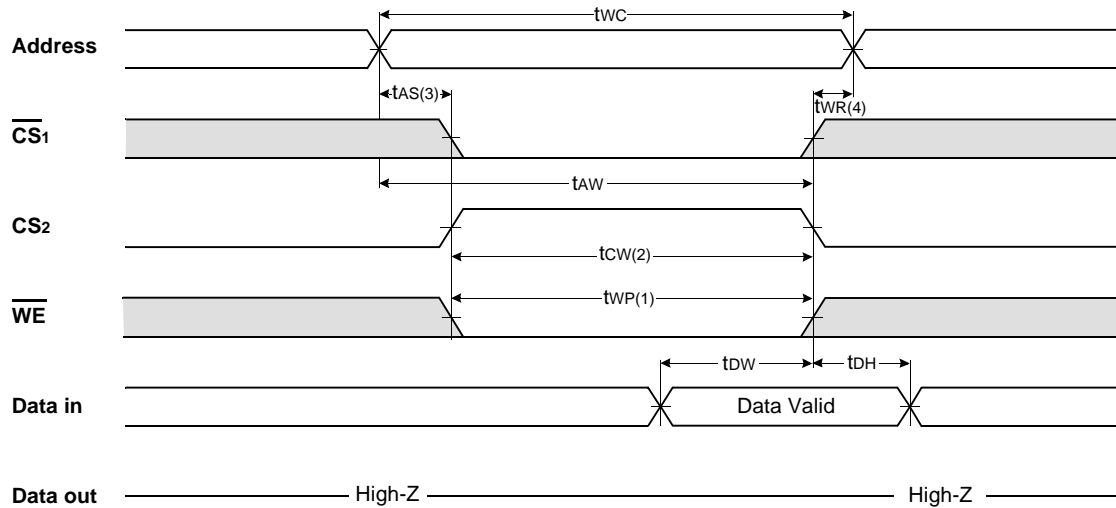 tWC
Address
tAS(3)
tWR(4)
CS1
tAW
CS2
tCW(2)
tWP(1)
WE
tDW
tDH
Data in
Data Valid
Data out
High-Z
High-Z